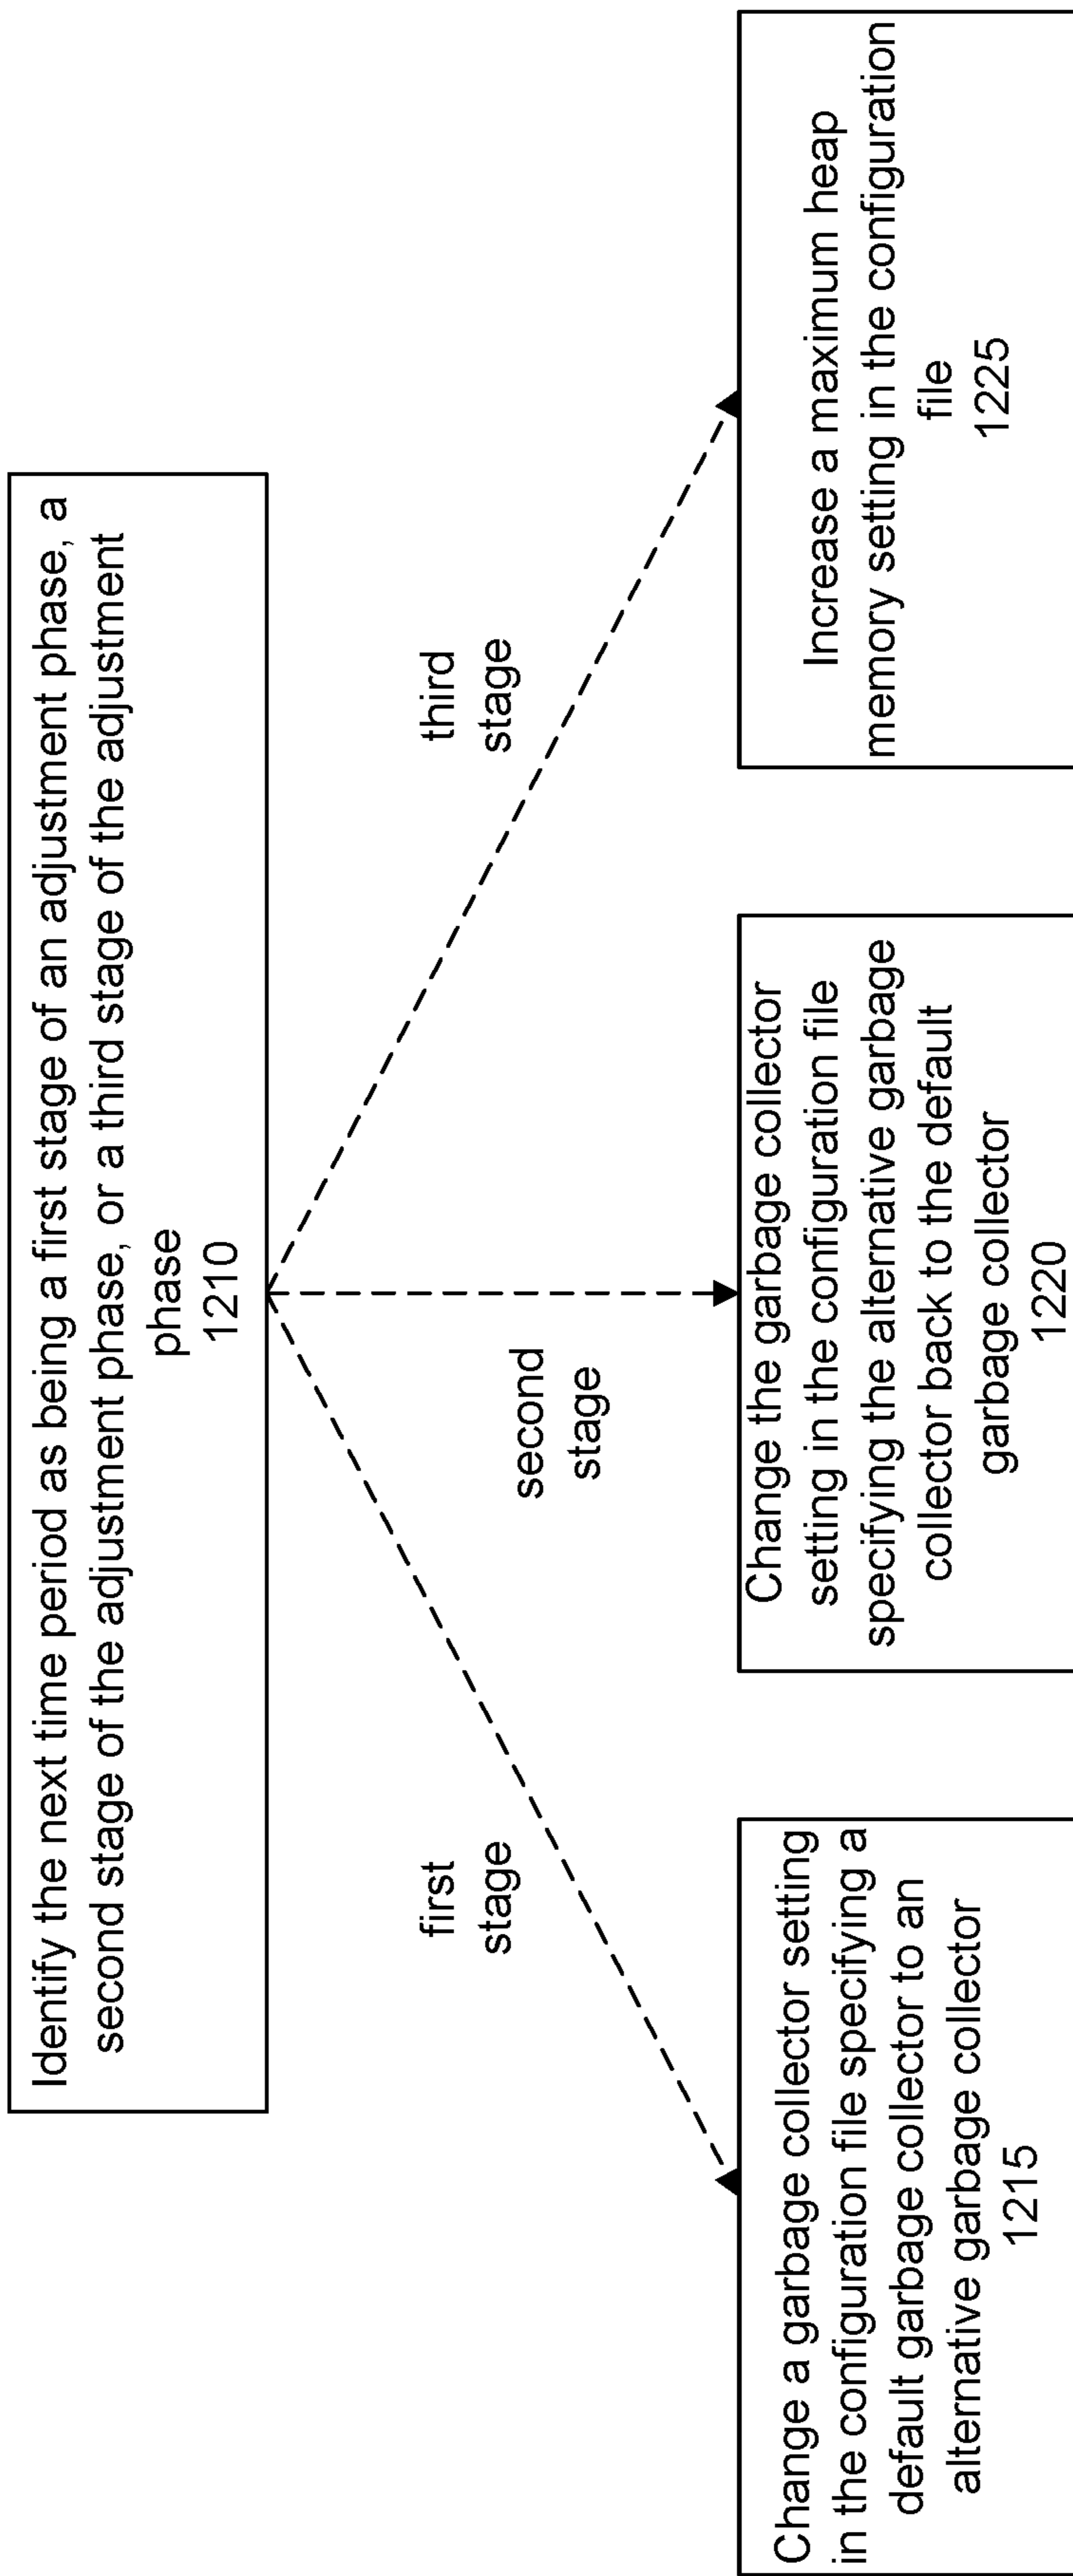 Identify the next time period as being a first stage of an adjustment phase, a
second stage of the adjustment phase, or a third stage of the adjustment
phase
1210
first
stage
second
stage
third
stage
Change a garbage collector setting
in the configuration file specifying a
default garbage collector to an
alternative garbage collector
1215
Change the garbage collector
setting in the configuration file
specifying the alternative garbage
collector back to the default
garbage collector
1220
Increase a maximum heap
memory setting in the configuration
file
1225